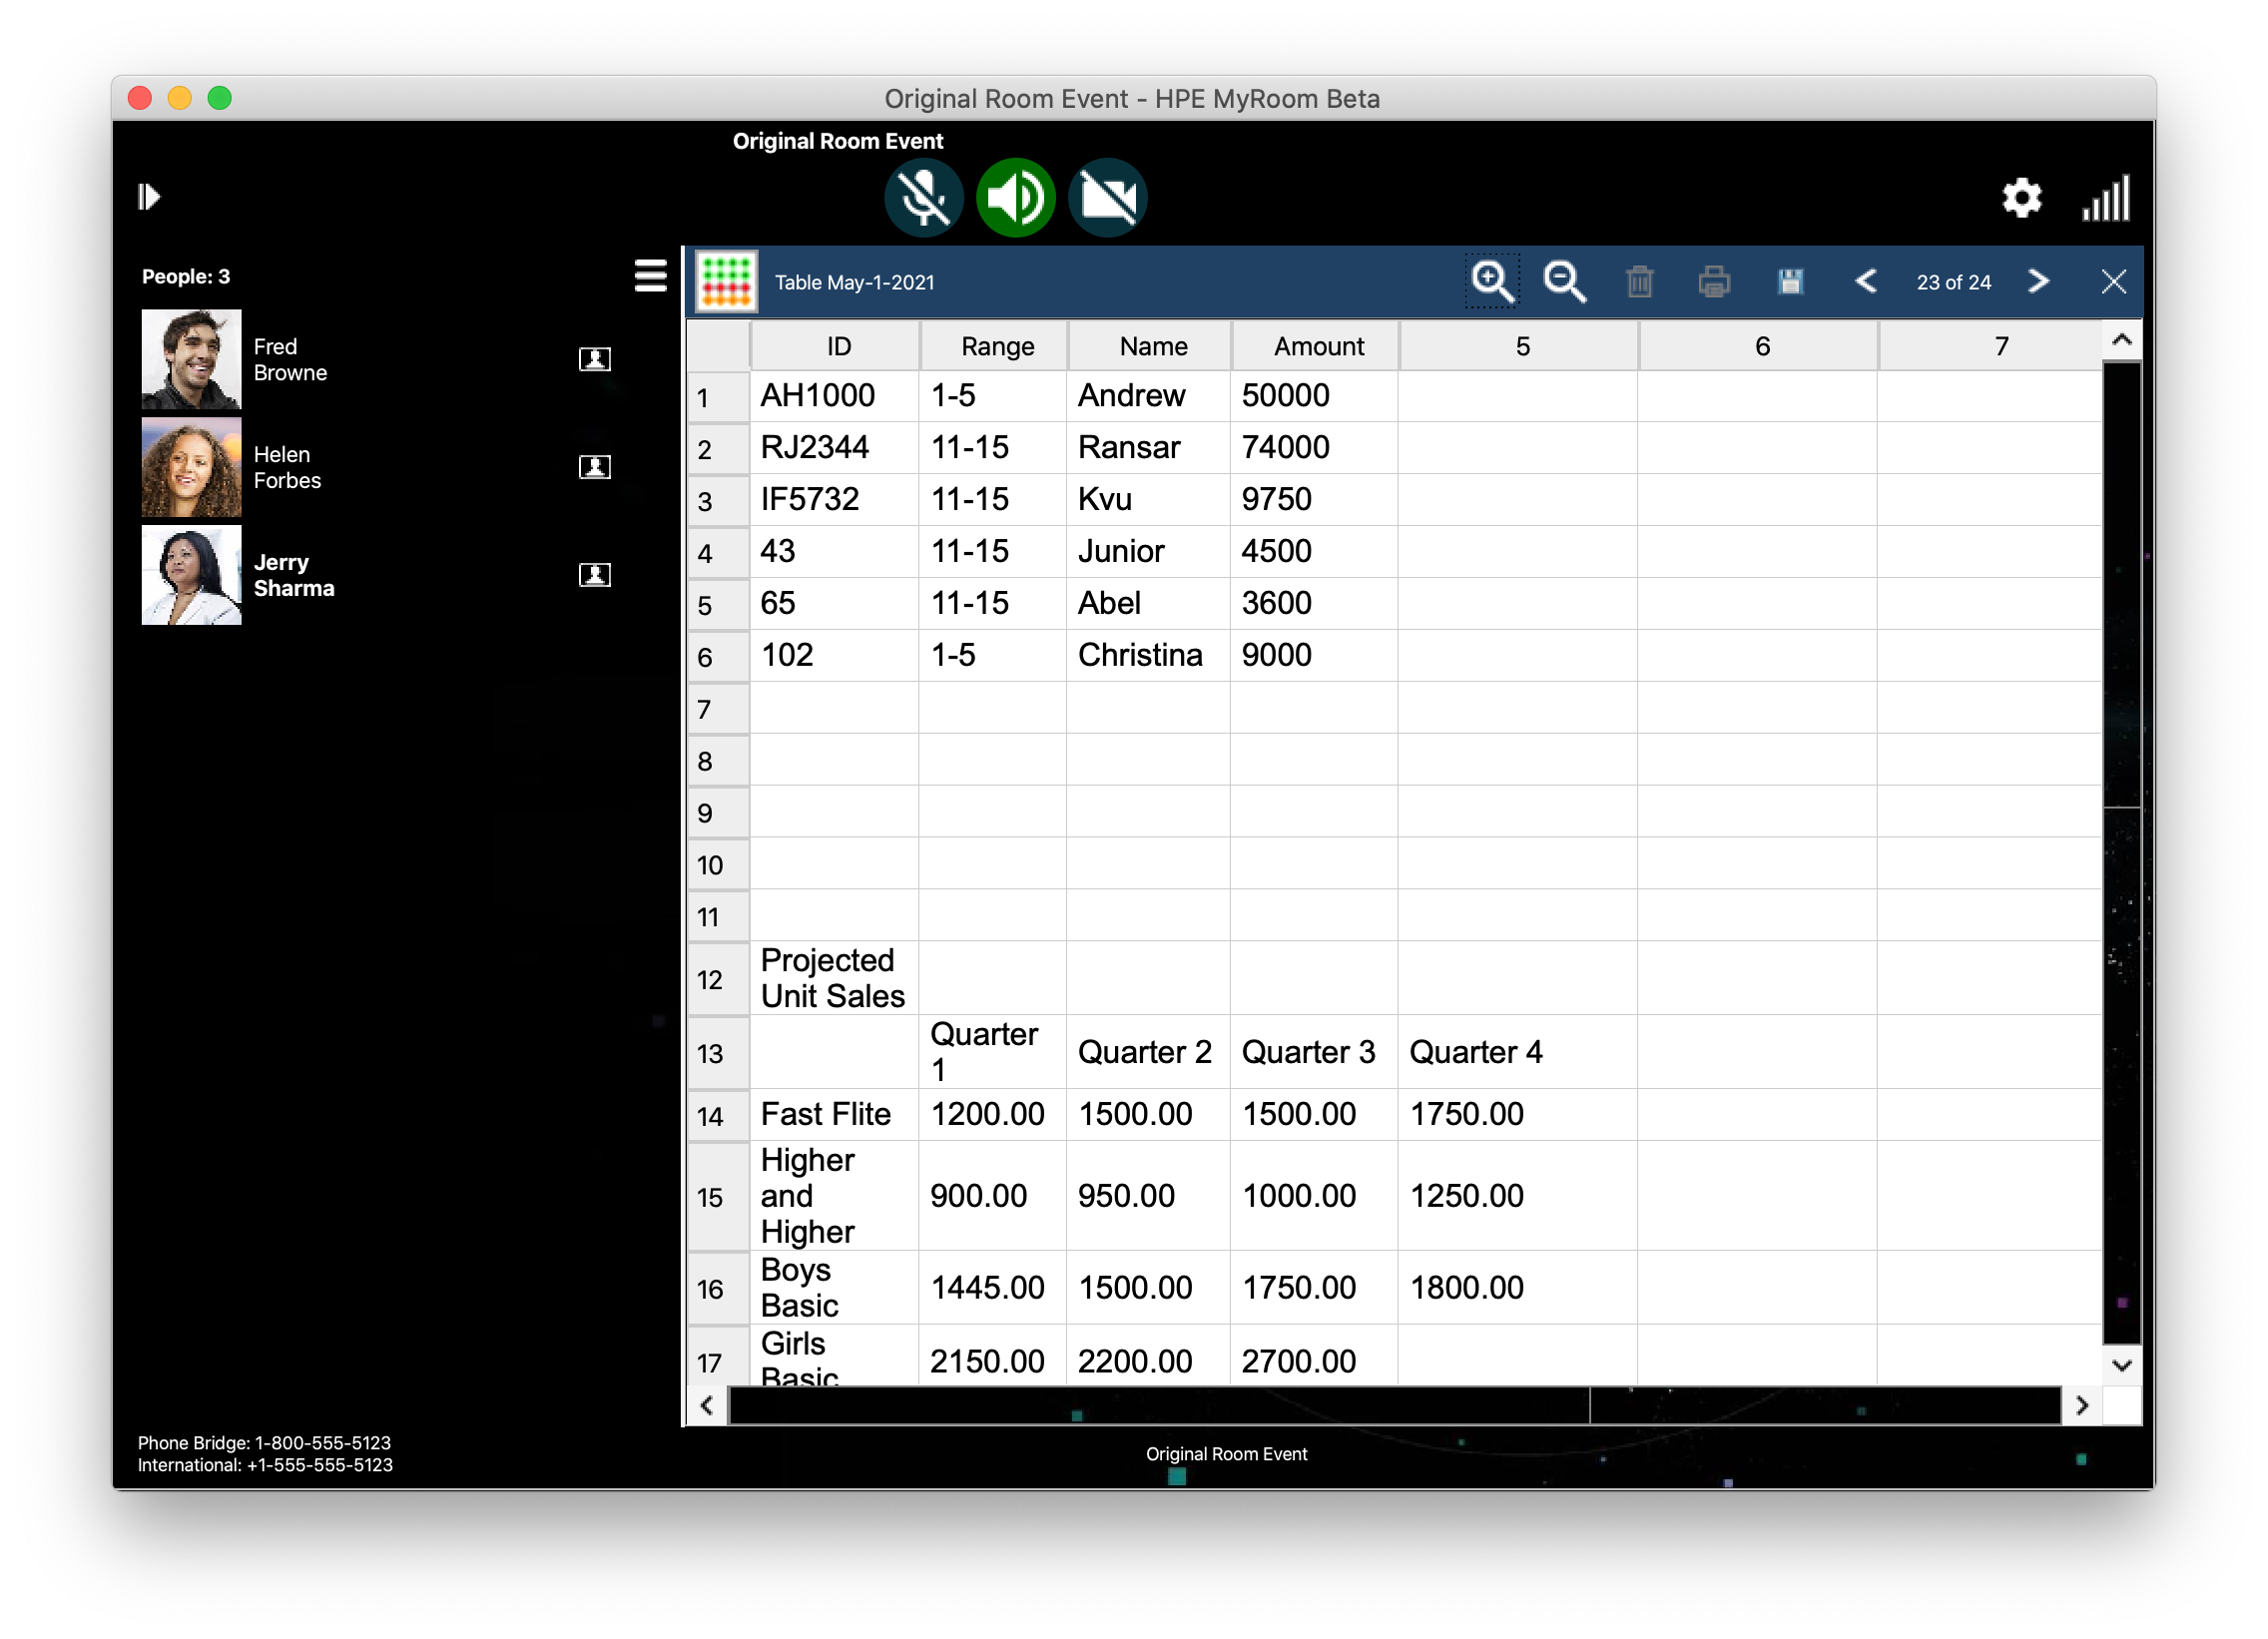 Original Room Event - HPE MyRoom Beta
Original Room Event
People: 3
Fred
Browne
Helen
Forbes
Jerry
Sharma
Table May-1-2021
23 of 24
ID Range Name Amount 5 6 7
1 AH1000 1-5 Andrew 50000
2 RJ2344 11-15 Ransar 74000
3 IF5732 11-15 Kvu 9750
4 43 11-15 Junior 4500
5 65 11-15 Abel 3600
6 102 1-5 Christina 9000
7
8
9
10
11
12 Projected
Unit Sales
13 Quarter
1 Quarter 2 Quarter 3 Quarter 4
14 Fast Flite 1200.00 1500.00 1500.00 1750.00
15 Higher
and
Higher 900.00 950.00 1000.00 1250.00
16 Boys
Basic 1445.00 1500.00 1750.00 1800.00
17 Girls
Basic 2150.00 2200.00 2700.00
Phone Bridge: 1-800-555-5123
International: +1-555-555-5123
Original Room Event